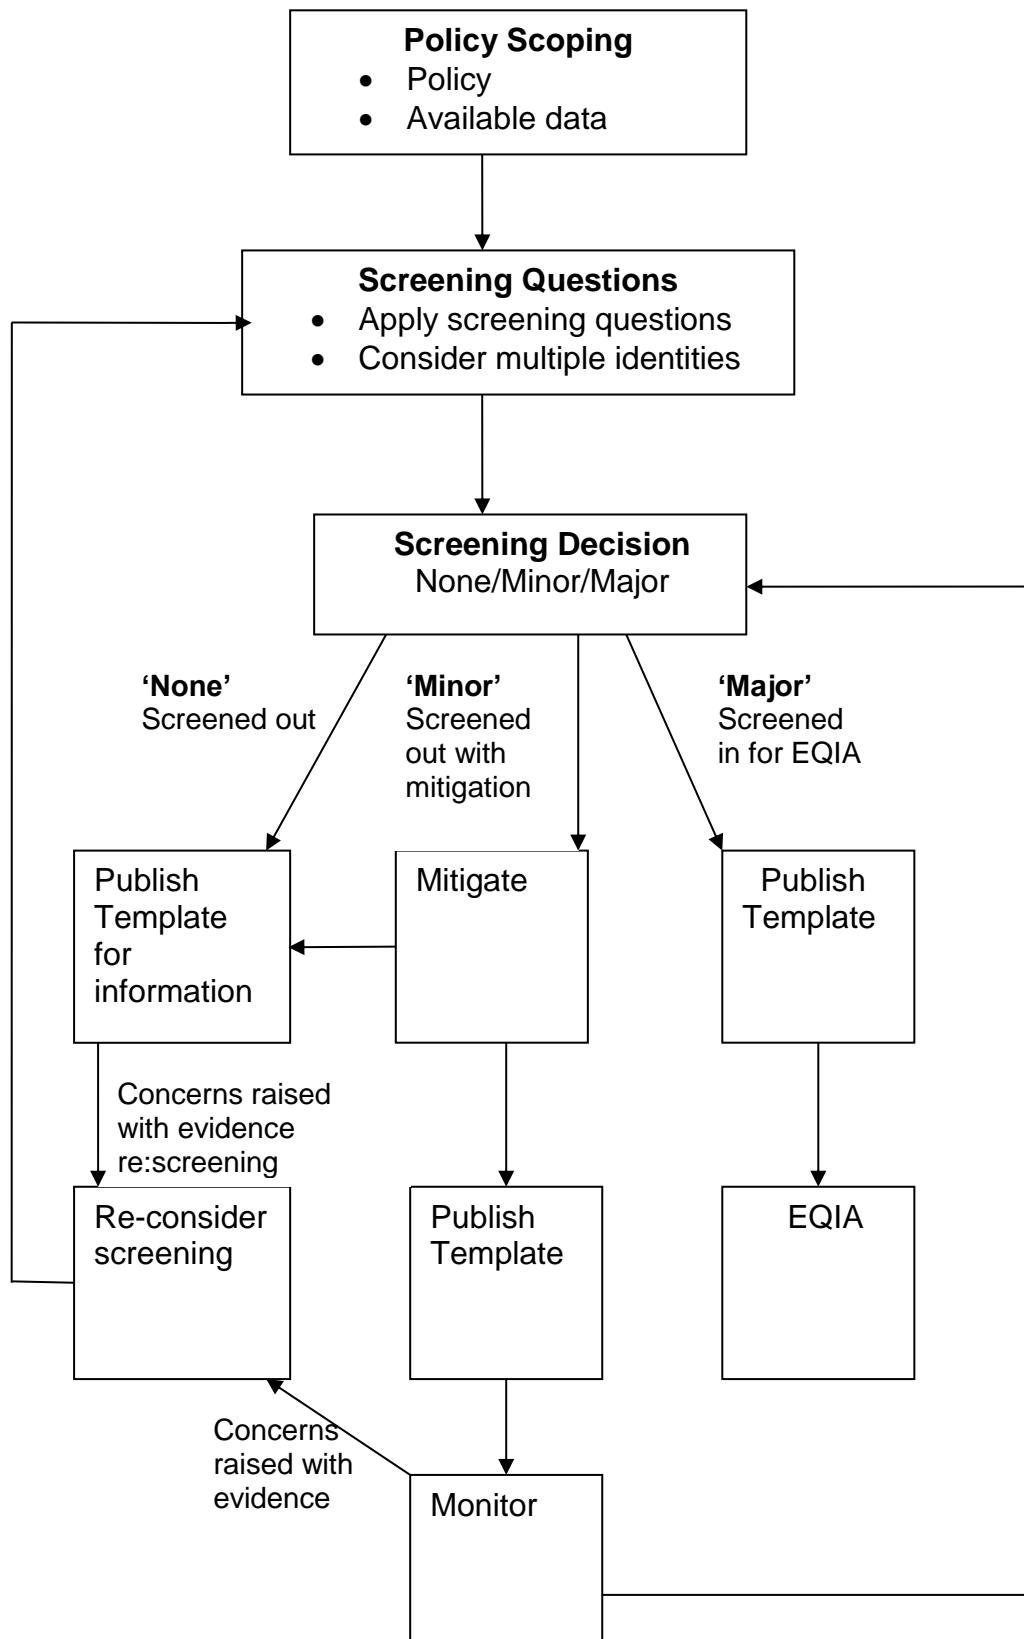 Policy Scoping
• Policy
• Available data
Screening Questions
• Apply screening questions
• Consider multiple identities
Screening Decision
None/Minor/Major
‘None’
Screened out
‘Minor’
Screened
out with
mitigation
‘Major’
Screened
in for EQIA
Publish
Template
for
information
Mitigate
Publish
Template
Concerns raised
with evidence
re:screening
Re-consider
screening
Publish
Template
EQIA
Concerns
raised with
evidence
Monitor